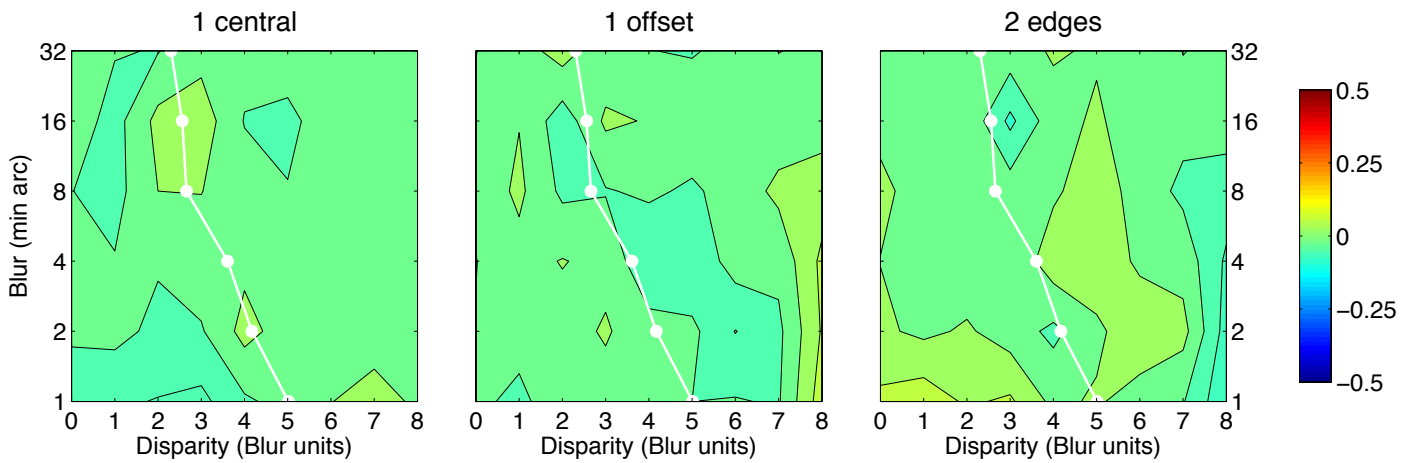 1 central
1 offset
2 edges
Blur (min arc)
32
16
8
4
2
1
0 1 2 3 4 5 6 7 8
Disparity (Blur units)
0 1 2 3 4 5 6 7 8
Disparity (Blur units)
0 1 2 3 4 5 6 7 8
Disparity (Blur units)
32
16
8
4
2
1
0.5
0.25
0
−0.25
−0.5